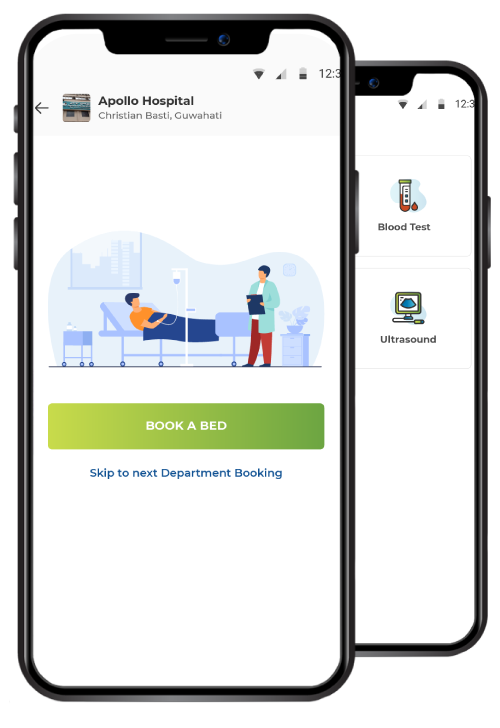 12:3
Apollo Hospital
Christian Basti, Guwahati
BOOK A BED
Skip to next Department Booking
12:3
Blood Test
Ultrasound